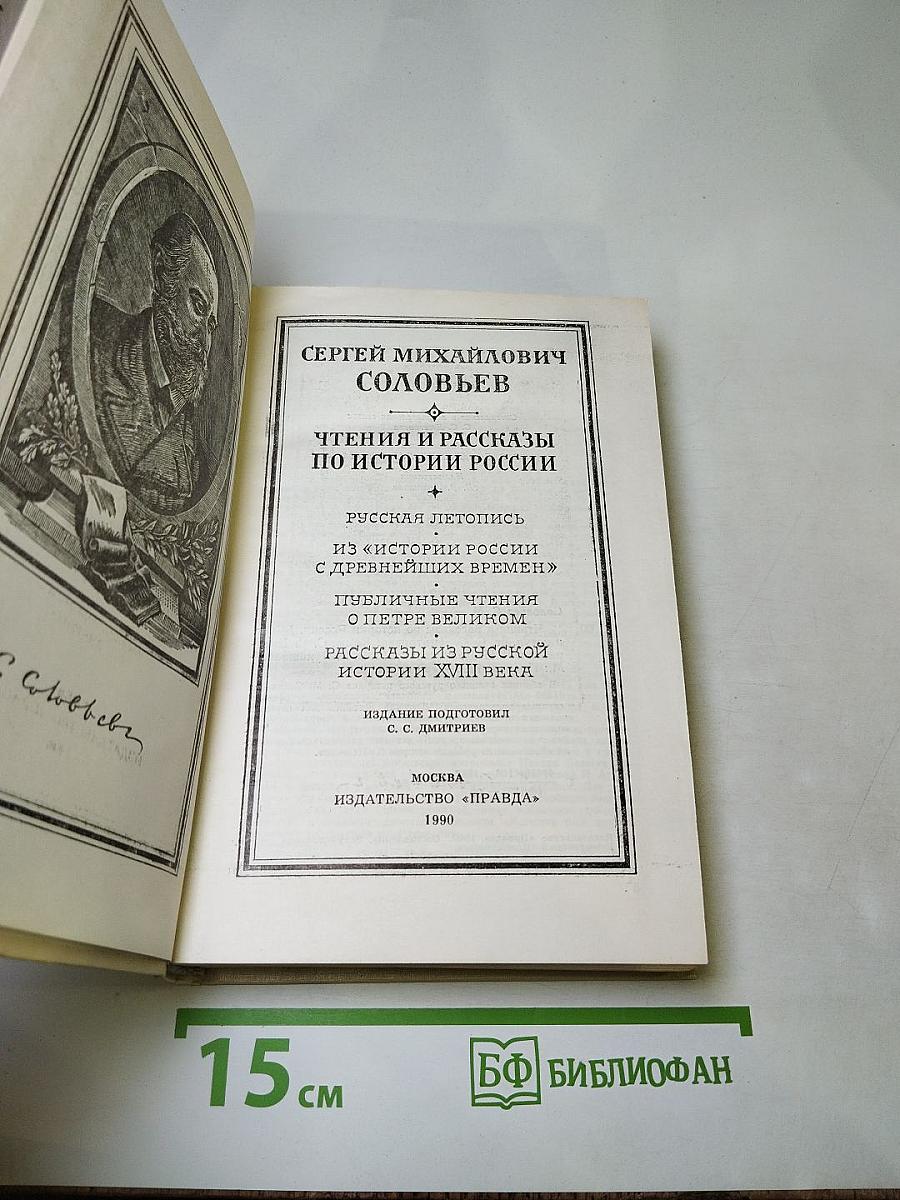 С Соловьевъ
СЕРГЕЙ МИХАЙЛОВИЧ
СОЛОВЬЕВ
ЧТЕНИЯ И РАССКАЗЫ
ПО ИСТОРИИ РОССИИ
РУССКАЯ ЛЕТОПИСЬ
ИЗ «ИСТОРИИ РОССИИ
С ДРЕВНЕЙШИХ ВРЕМЕН»
ПУБЛИЧНЫЕ ЧТЕНИЯ
О ПЕТРЕ ВЕЛИКОМ
РАССКАЗЫ ИЗ РУССКОЙ
ИСТОРИИ XVIII ВЕКА
ИЗДАНИЕ ПОДГОТОВИЛ
С. С. ДМИТРИЕВ
МОСКВА
ИЗДАТЕЛЬСТВО «ПРАВДА»
1990
15 СМ
БФ БИБЛИОФАН